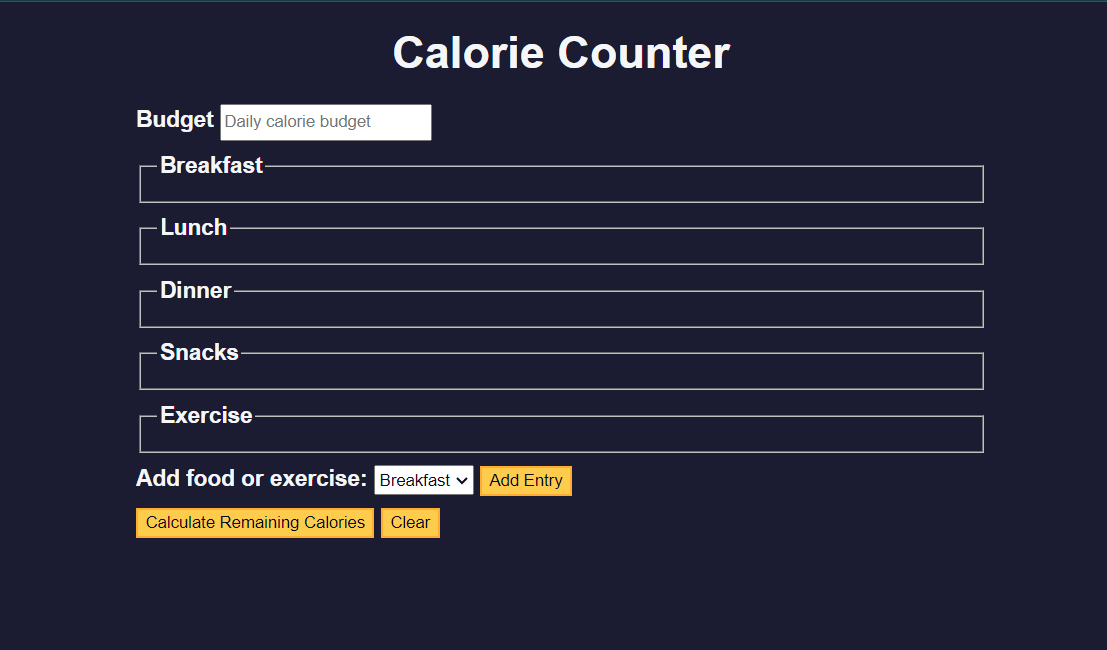 Calorie Counter
Budget Daily calorie budget
Breakfast
Lunch
Dinner
Snacks
Exercise
Add food or exercise: Breakfast Add Entry
Calculate Remaining Calories Clear